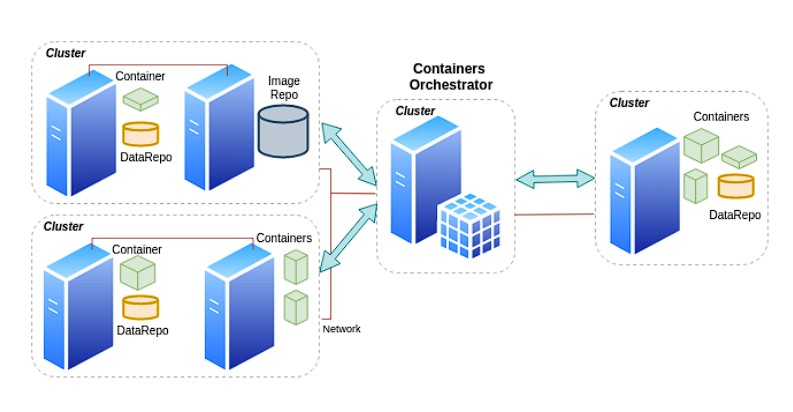 Cluster
Container
DataRepo
Image
Repo
Cluster
Container
DataRepo
Containers
Network
Containers
Orchestrator
Cluster
Cluster
Containers
DataRepo